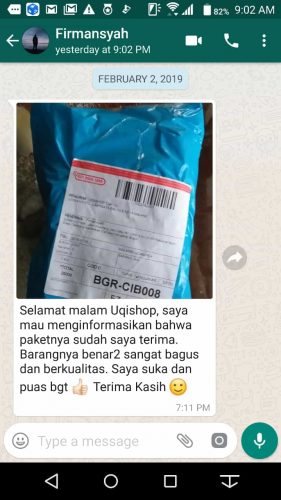 82% 9:02 AM
Firmansyah
yesterday at 9:02 PM
FEBRUARY 2, 2019
BGR-CIB008
Selamat malam Uqishop, saya
mau menginformasikan bahwa
paketnya sudah saya terima.
Barangnya benar2 sangat bagus
dan berkualitas. Saya suka dan
puas bgt 👍 Terima Kasih 😊
7:11 PM
Type a message